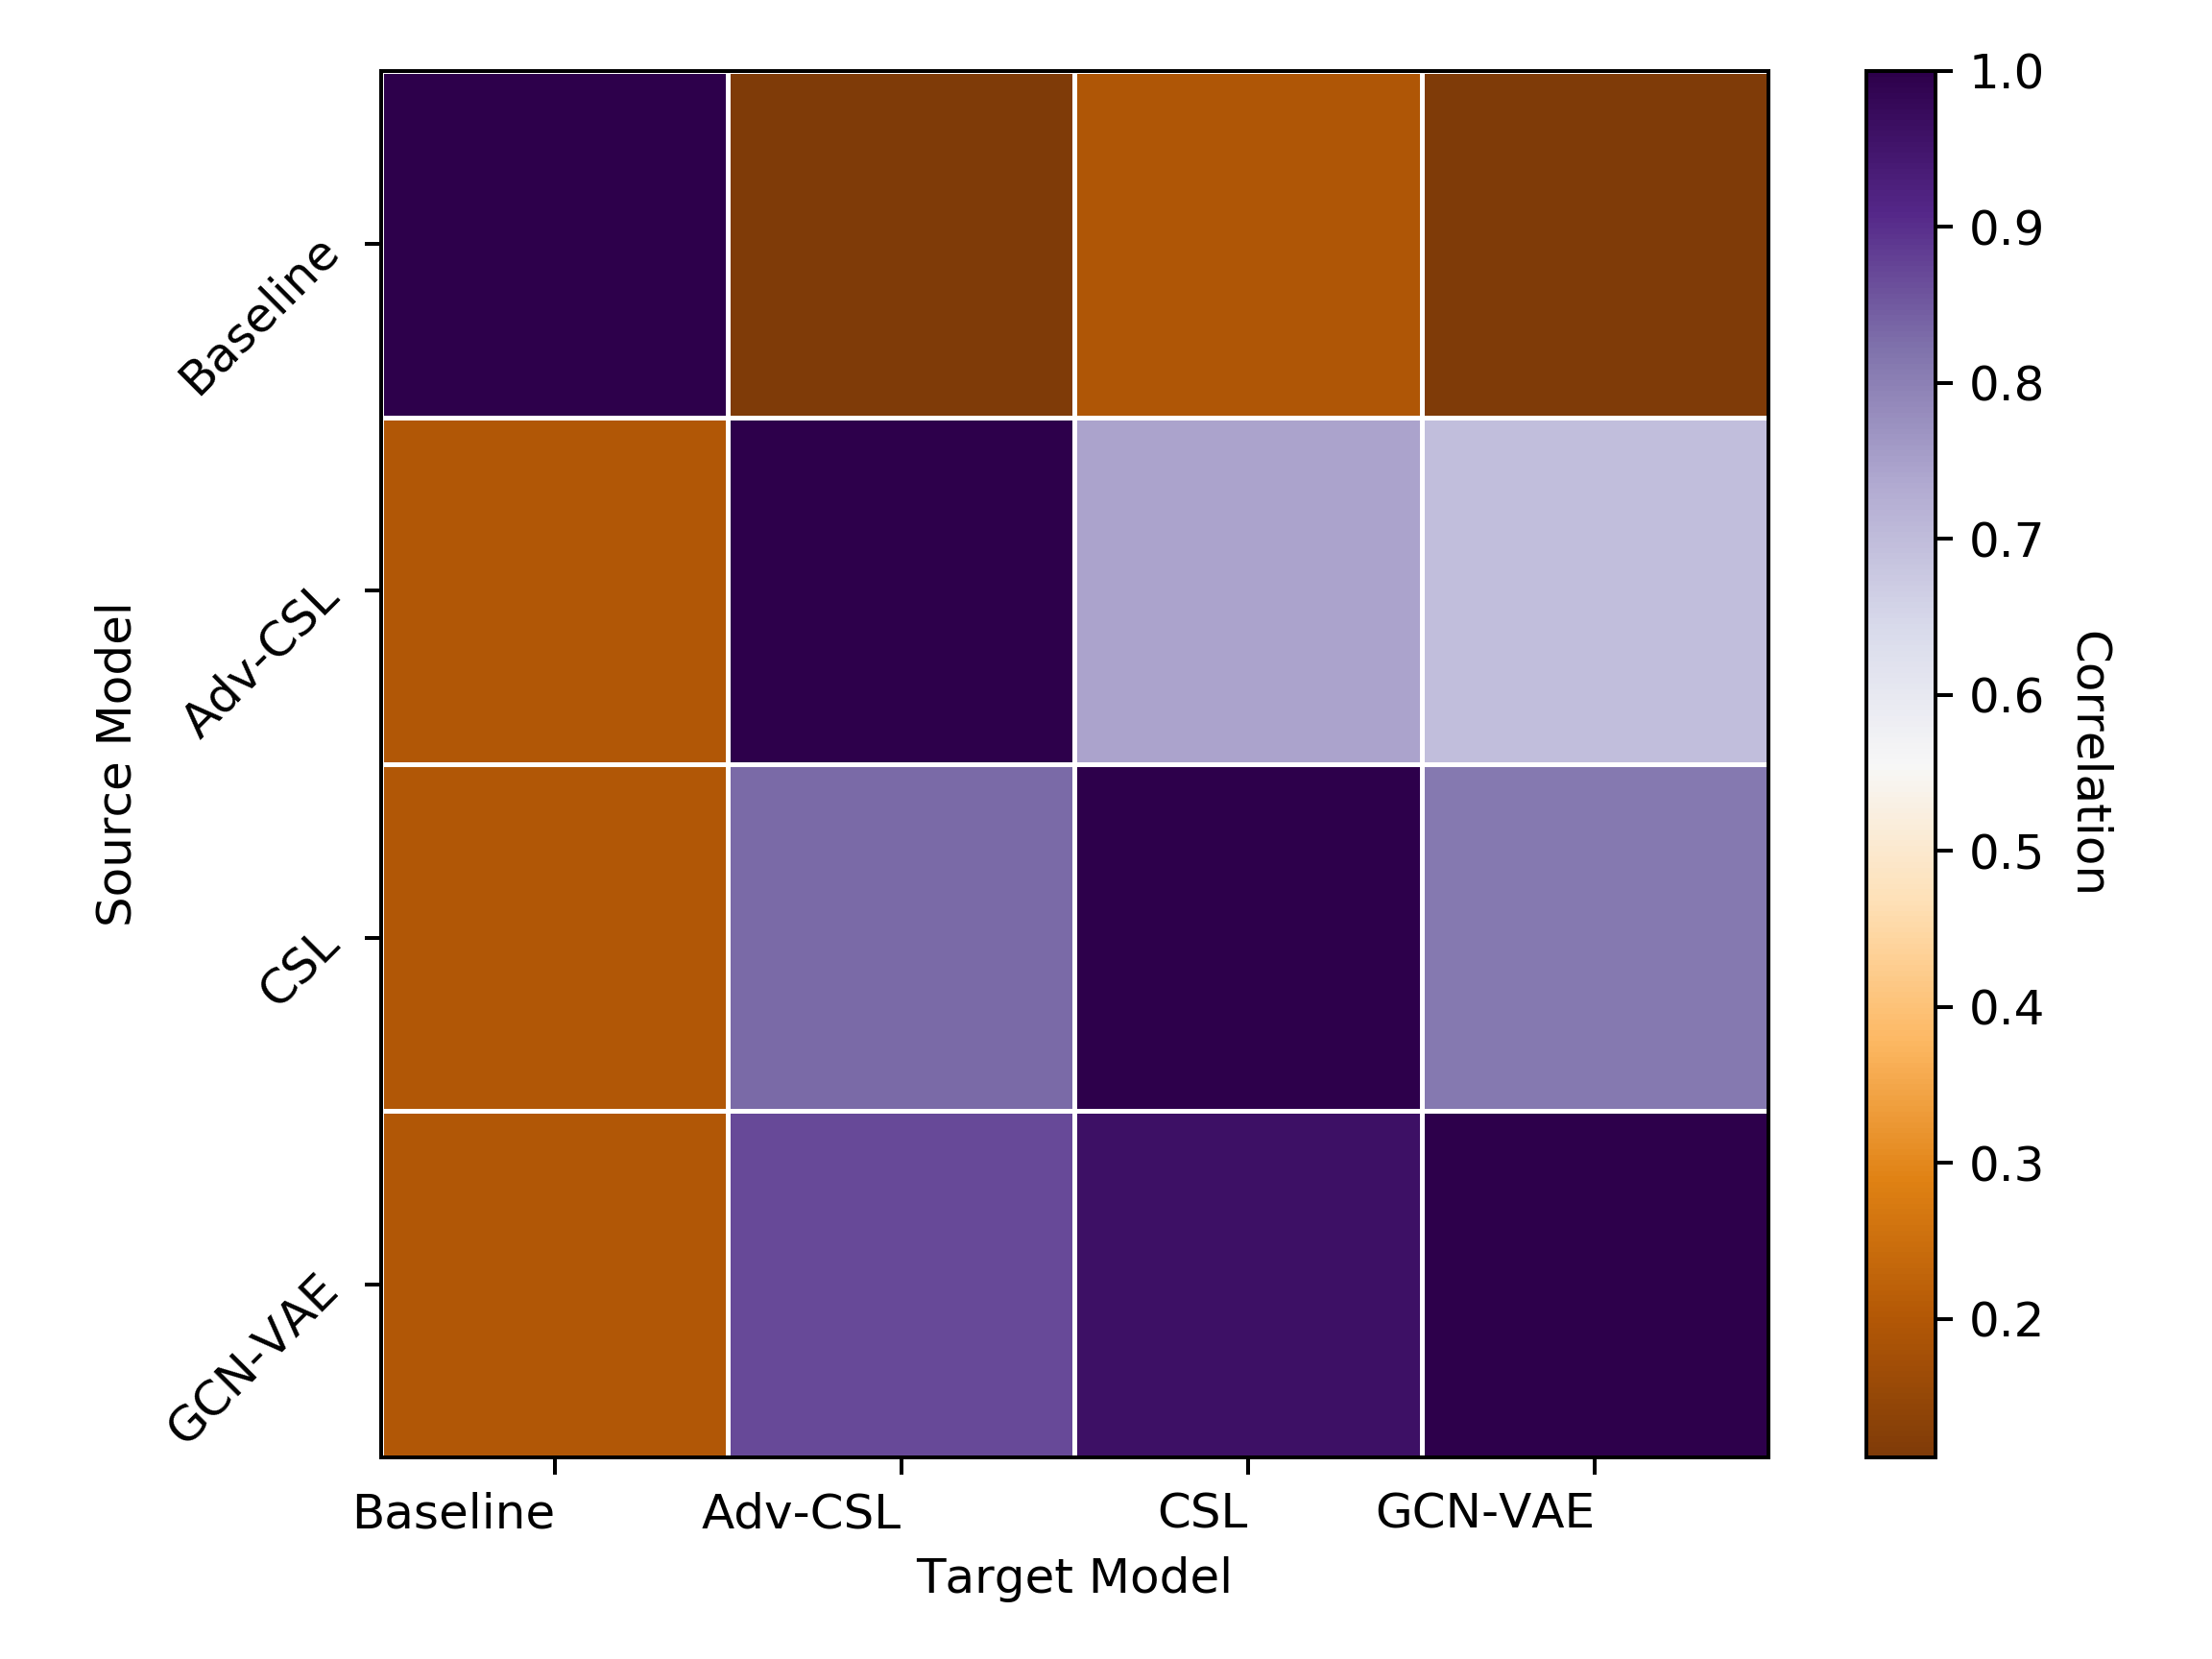 Source Model
Baseline
Adv-CSL
CSL
GCN-VAE
Baseline Adv-CSL CSL GCN-VAE
Target Model
1.0
0.9
0.8
0.7
0.6
0.5
0.4
0.3
0.2
Correlation